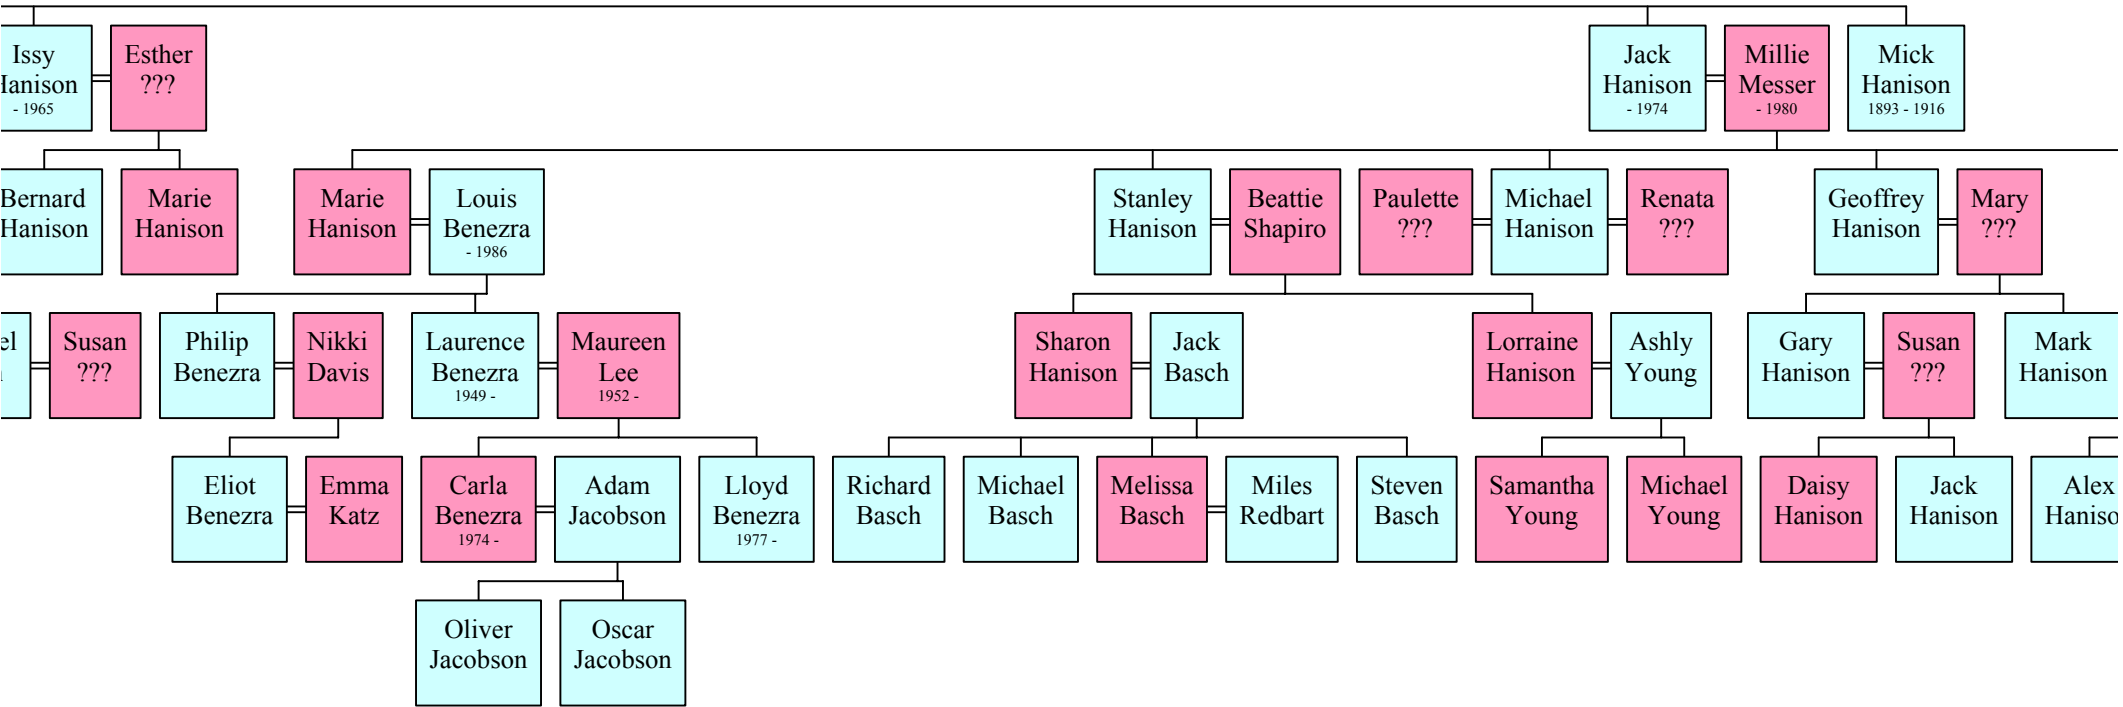 Issy
Hanison
- 1965
Esther
???
Jack
Hanison
- 1974
Millie
Messer
- 1980
Mick
Hanison
1893 - 1916
Bernard
Hanison
Marie
Hanison
Marie
Hanison
Louis
Benezra
- 1986
Stanley
Hanison
Beattie
Shapiro
Paulette
???
Michael
Hanison
Renata
???
Geoffrey
Hanison
Mary
???
el
Susan
???
Philip
Benezra
Nikki
Davis
Laurence
Benezra
1949 -
Maureen
Lee
1952 -
Sharon
Hanison
Jack
Basch
Lorraine
Hanison
Ashly
Young
Gary
Hanison
Susan
???
Mark
Hanison
Eliot
Benezra
Emma
Katz
Carla
Benezra
1974 -
Adam
Jacobson
Lloyd
Benezra
1977 -
Richard
Basch
Michael
Basch
Melissa
Basch
Miles
Redbart
Steven
Basch
Samantha
Young
Michael
Young
Daisy
Hanison
Jack
Hanison
Alex
Haniso
Oliver
Jacobson
Oscar
Jacobson